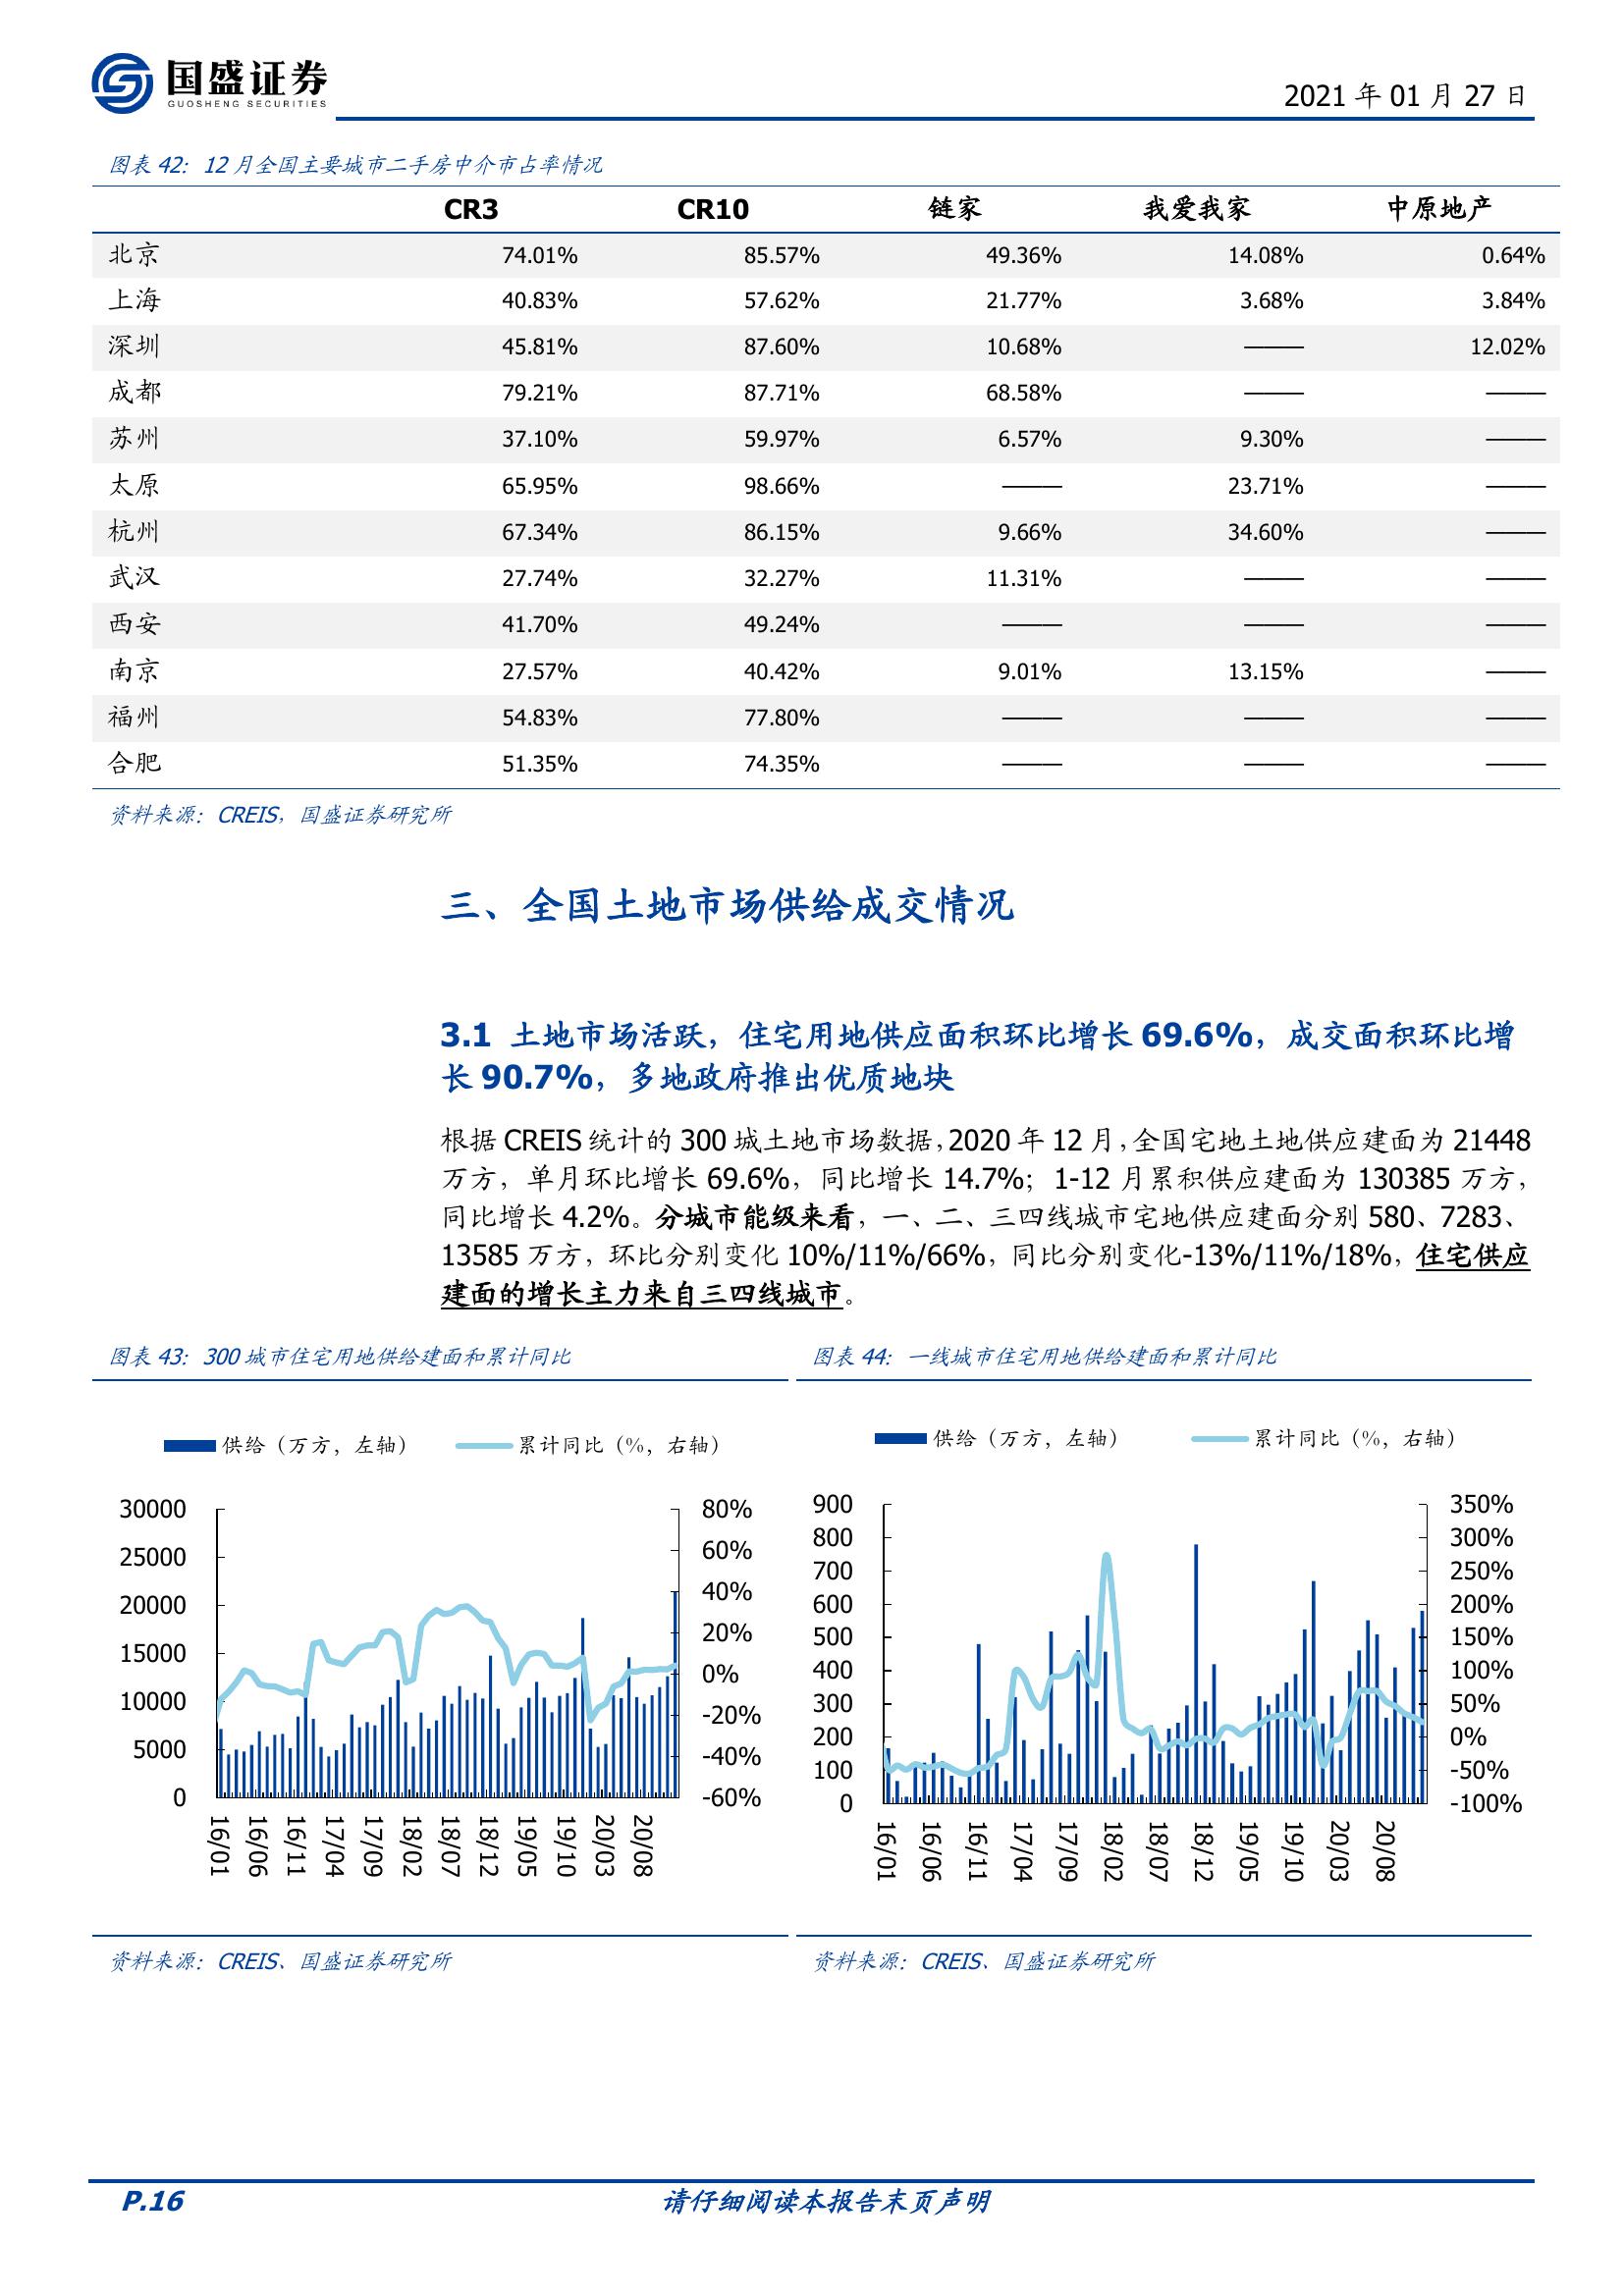 国盛证券
GUOSHENG SECURITIES
2021 年 01 月 27 日
图表 42: 12 月全国主要城市二手房中介市占率情况
CR3 CR10 链家 我爱我家 中原地产
北京 74.01% 85.57% 49.36% 14.08% 0.64%
上海 40.83% 57.62% 21.77% 3.68% 3.84%
深圳 45.81% 87.60% 10.68% —— 12.02%
成都 79.21% 87.71% 68.58% —— ——
苏州 37.10% 59.97% 6.57% 9.30% ——
太原 65.95% 98.66% —— 23.71% ——
杭州 67.34% 86.15% 9.66% 34.60% ——
武汉 27.74% 32.27% 11.31% —— ——
西安 41.70% 49.24% —— —— ——
南京 27.57% 40.42% 9.01% 13.15% ——
福州 54.83% 77.80% —— —— ——
合肥 51.35% 74.35% —— —— ——
资料来源: CREIS，国盛证券研究所
三、全国土地市场供给成交情况
3.1 土地市场活跃，住宅用地供应面积环比增长 69.6%，成交面积环比增
长 90.7%，多地政府推出优质地块
根据 CREIS 统计的 300 城土地市场数据，2020 年 12 月，全国宅地土地供应建面为 21448
万方，单月环比增长 69.6%，同比增长 14.7%；1-12 月累积供应建面为 130385 万方，
同比增长 4.2%。分城市能级来看，一、二、三四线城市宅地供应建面分别 580、7283、
13585 万方，环比分别变化 10%/11%/66%，同比分别变化-13%/11%/18%，住宅供应
建面的增长主力来自三四线城市。
图表 43: 300 城市住宅用地供给建面和累计同比
供给（万方，左轴） 累计同比（%，右轴）
30000 80%
25000 60%
20000 40%
15000 20%
10000 0%
5000 -20%
0 -40%
-60%
16/01 16/06 16/11 17/04 17/09 18/02 18/07 18/12 19/05 19/10 20/03 20/08
资料来源: CREIS、国盛证券研究所
图表 44: 一线城市住宅用地供给建面和累计同比
供给（万方，左轴） 累计同比（%，右轴）
900 350%
800 300%
700 250%
600 200%
500 150%
400 100%
300 50%
200 0%
100 -50%
0 -100%
16/01 16/06 16/11 17/04 17/09 18/02 18/07 18/12 19/05 19/10 20/03 20/08
资料来源: CREIS、国盛证券研究所
P.16 请仔细阅读本报告末页声明